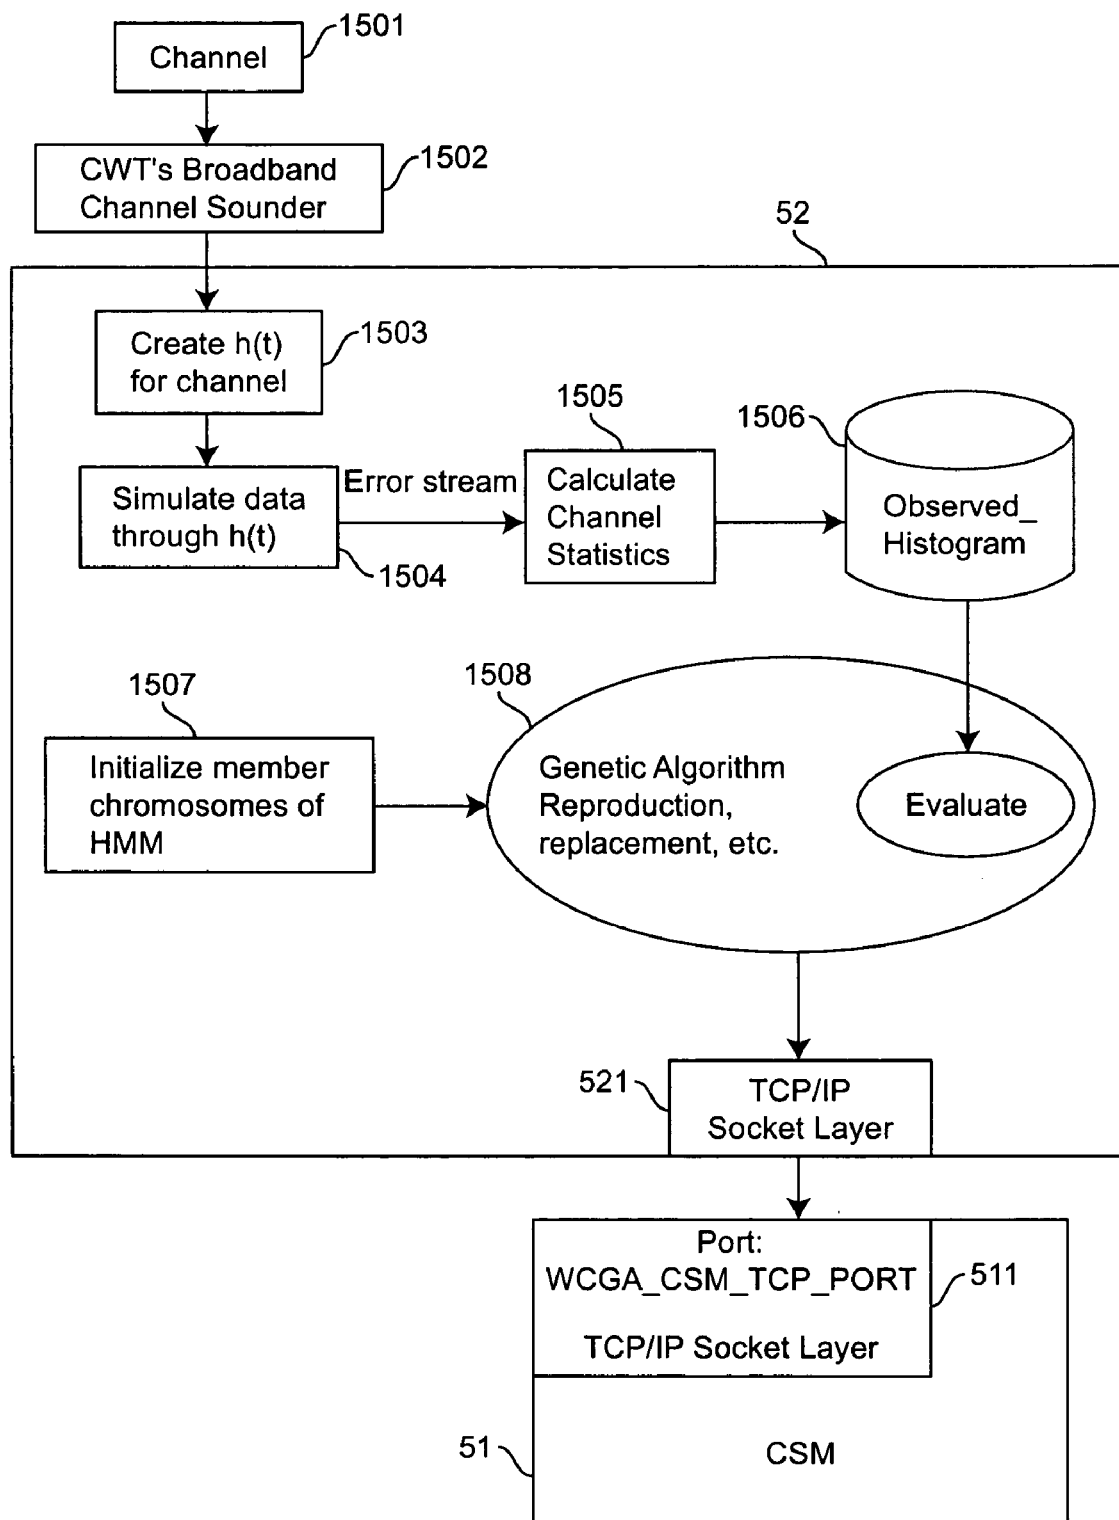 1501
Channel
1502
CWT's Broadband
Channel Sounder
52
1503
Create h(t)
for channel
1505
1506
Error stream
Simulate data
through h(t)
1504
Calculate
Channel
Statistics
Observed_
Histogram
1507
1508
Initialize member
chromosomes of
HMM
Genetic Algorithm
Reproduction,
replacement, etc.
Evaluate
521
TCP/IP
Socket Layer
Port:
WCGA_CSM_TCP_PORT
511
TCP/IP Socket Layer
51
CSM